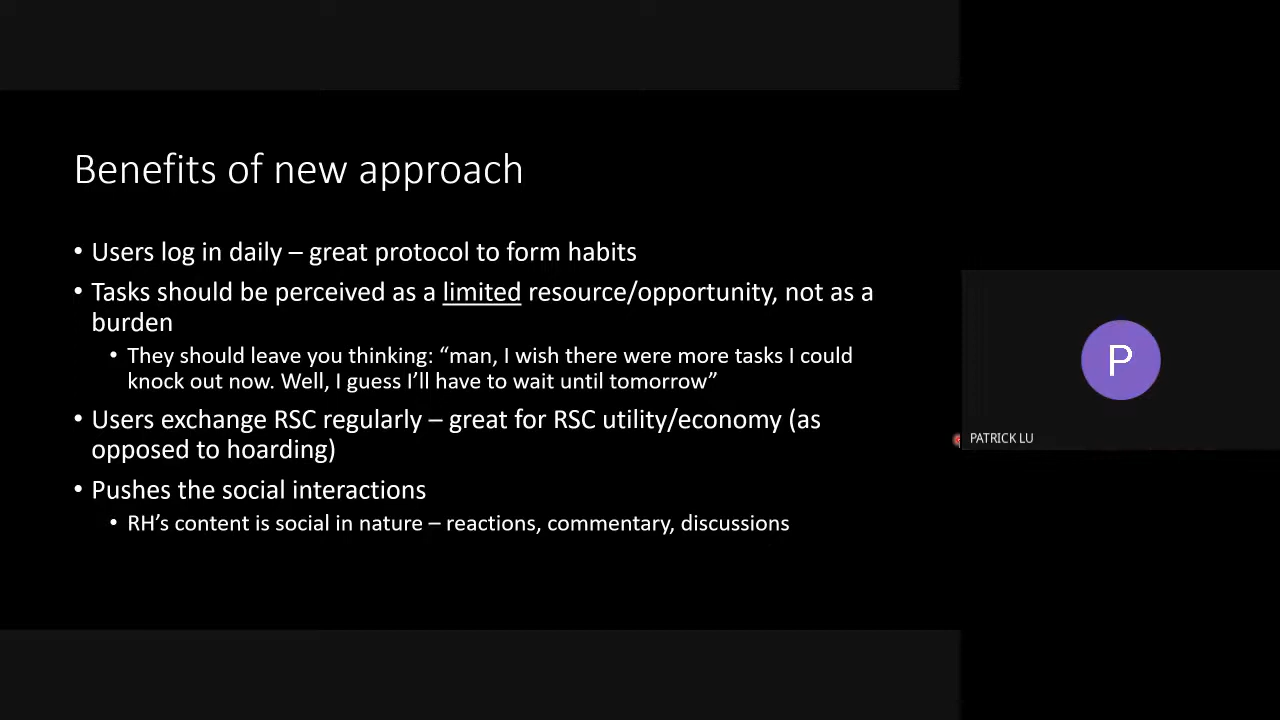 Benefits of new approach
• Users log in daily – great protocol to form habits
• Tasks should be perceived as a limited resource/opportunity, not as a
burden
• They should leave you thinking: “man, I wish there were more tasks I could
knock out now. Well, I guess I’ll have to wait until tomorrow”
• Users exchange RSC regularly – great for RSC utility/economy (as
opposed to hoarding)
• Pushes the social interactions
• RH’s content is social in nature – reactions, commentary, discussions
P
PATRICK LU